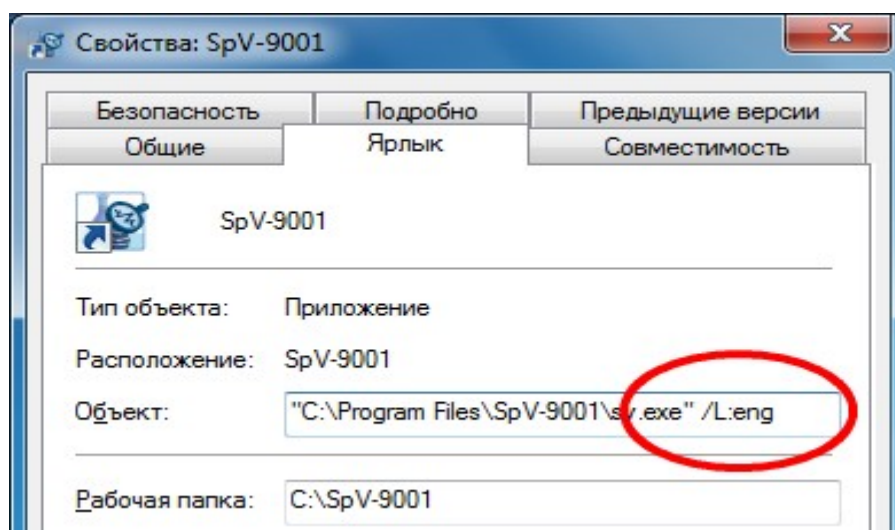 Свойства: SpV-9001
Безопасность Подробно Предыдущие версии
Общие Ярлык Совместимость
SpV-9001
Тип объекта: Приложение
Расположение: SpV-9001
Объект: "C:\Program Files\SpV-9001\sv.exe" /L:eng
Рабочая папка: C:\SpV-9001